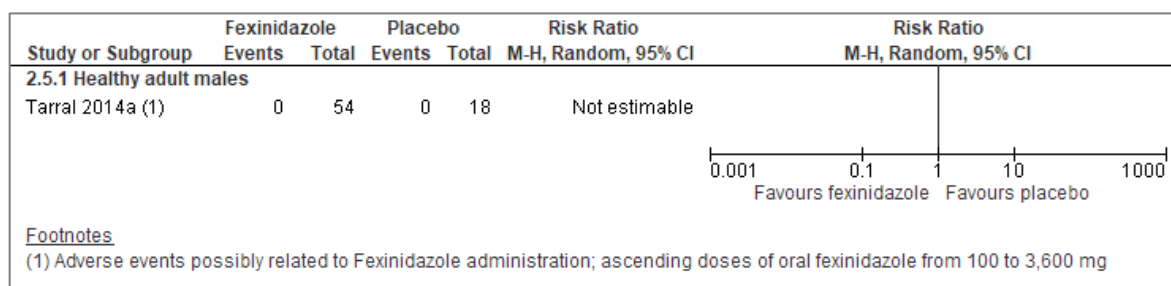 Fexinidazole Placebo Risk Ratio Risk Ratio
Study or Subgroup Events Total Events Total M-H, Random, 95% CI M-H, Random, 95% CI
2.5.1 Healthy adult males
Tarral 2014a (1) 0 54 0 18 Not estimable
0.001 0.1 1 10 1000
Favours fexinidazole Favours placebo
Footnotes
(1) Adverse events possibly related to Fexinidazole administration; ascending doses of oral fexinidazole from 100 to 3,600 mg